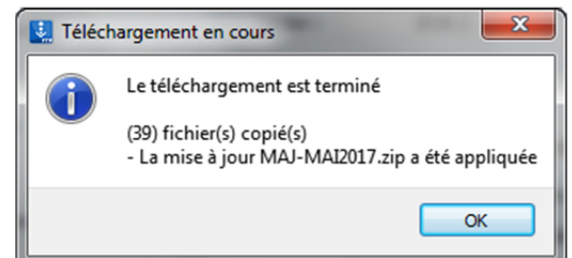 Téléchargement en cours
Le téléchargement est terminé
(39) fichier(s) copié(s)
- La mise à jour MAJ-MAI2017.zip a été appliquée
OK